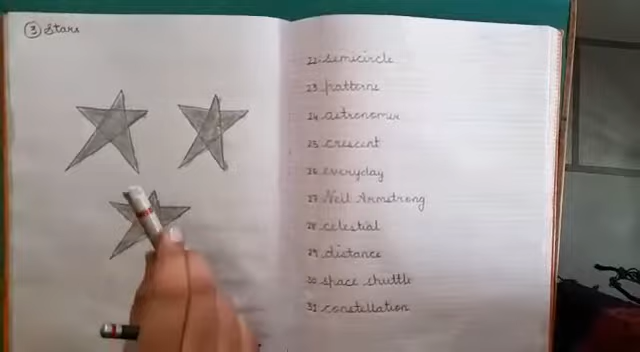 ③ Stars
22. semicircle
23. patterns
24. astronomer
25. crescent
26. everyday
27. Neil Armstrong
28. celestial
29. distance
30. space shuttle
31. constellation